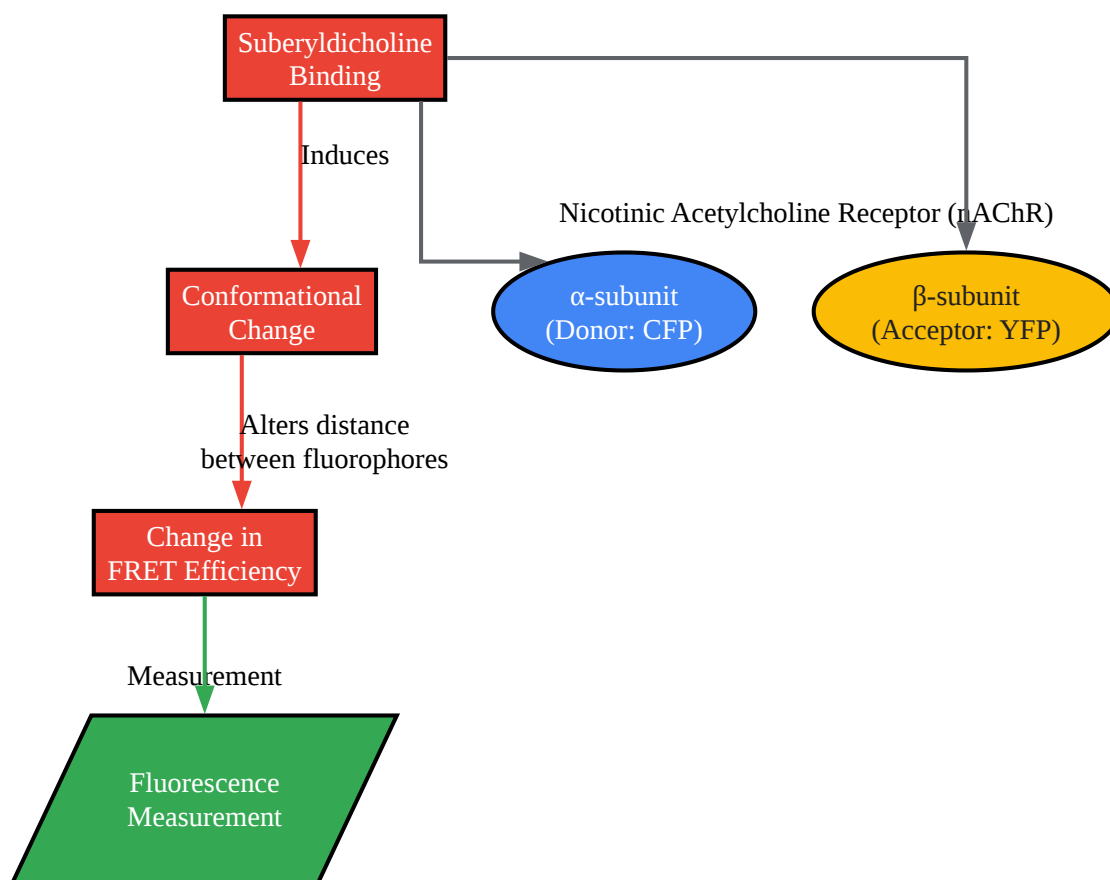 Suberyldicholine
Binding
Induces
Nicotinic Acetylcholine Receptor (nAChR)
Conformational
Change
α-subunit
(Donor: CFP)
β-subunit
(Acceptor: YFP)
Alters distance
between fluorophores
Change in
FRET Efficiency
Measurement
Fluorescence
Measurement